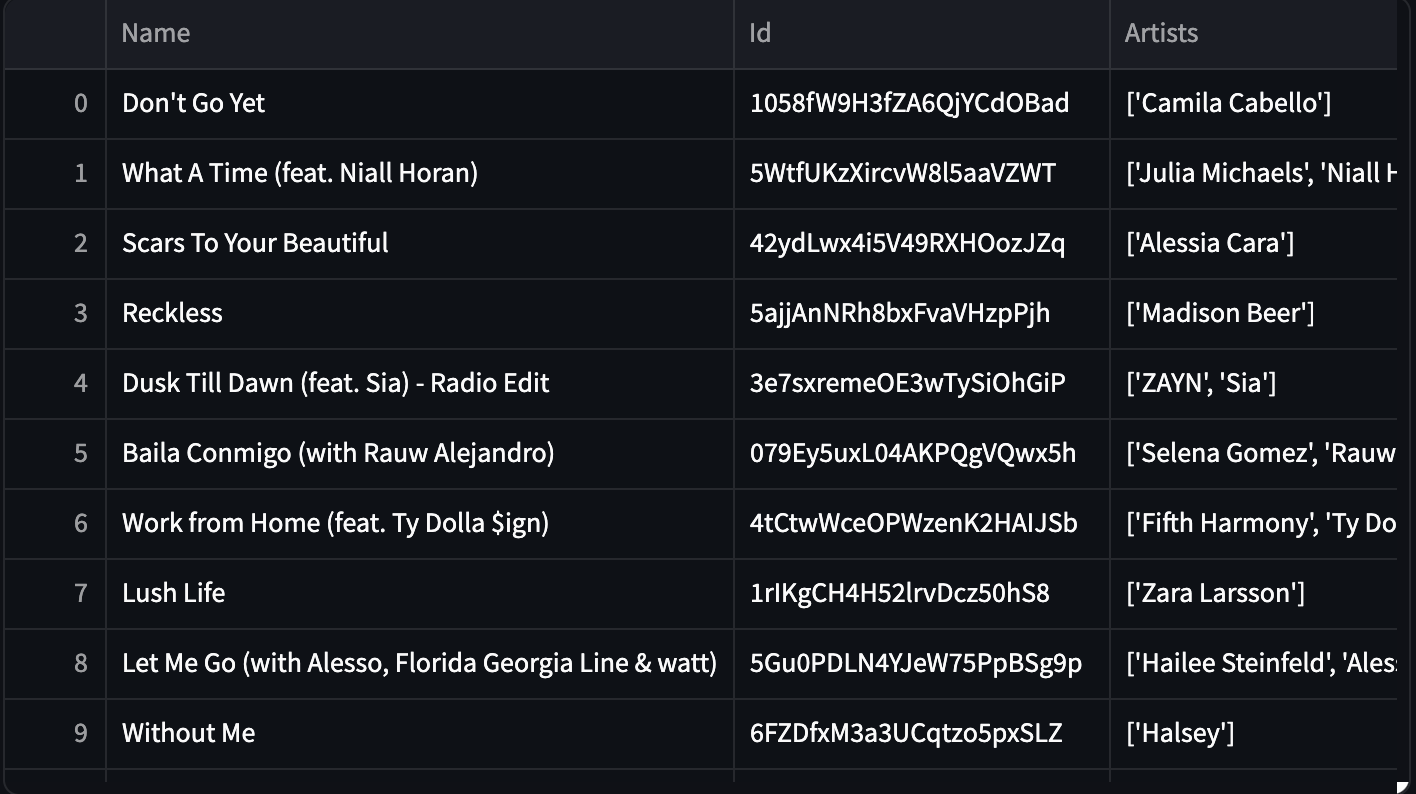 Name Id Artists
0 Don't Go Yet 1058fW9H3fZA6QjYCdOBad ['Camila Cabello']
1 What A Time (feat. Niall Horan) 5WtfUKzXircvW8l5aaVZWT ['Julia Michaels', 'Niall H
2 Scars To Your Beautiful 42ydLwx4i5V49RXHOozJZq ['Alessia Cara']
3 Reckless 5ajjAnNRh8bxFvaVHzpPjh ['Madison Beer']
4 Dusk Till Dawn (feat. Sia) - Radio Edit 3e7sxremeOE3wTySiOhGiP ['ZAYN', 'Sia']
5 Baila Conmigo (with Rauw Alejandro) 079Ey5uxL04AKPQgVQwx5h ['Selena Gomez', 'Rauw
6 Work from Home (feat. Ty Dolla $ign) 4tCtwWceOPWzenK2HAIJSb ['Fifth Harmony', 'Ty Do
7 Lush Life 1rIKgCH4H52lrvDcz50hS8 ['Zara Larsson']
8 Let Me Go (with Alesso, Florida Georgia Line & watt) 5Gu0PDLN4YJeW75PpBSg9p ['Hailee Steinfeld', 'Ales
9 Without Me 6FZDfxM3a3UCqtzo5pxSLZ ['Halsey']